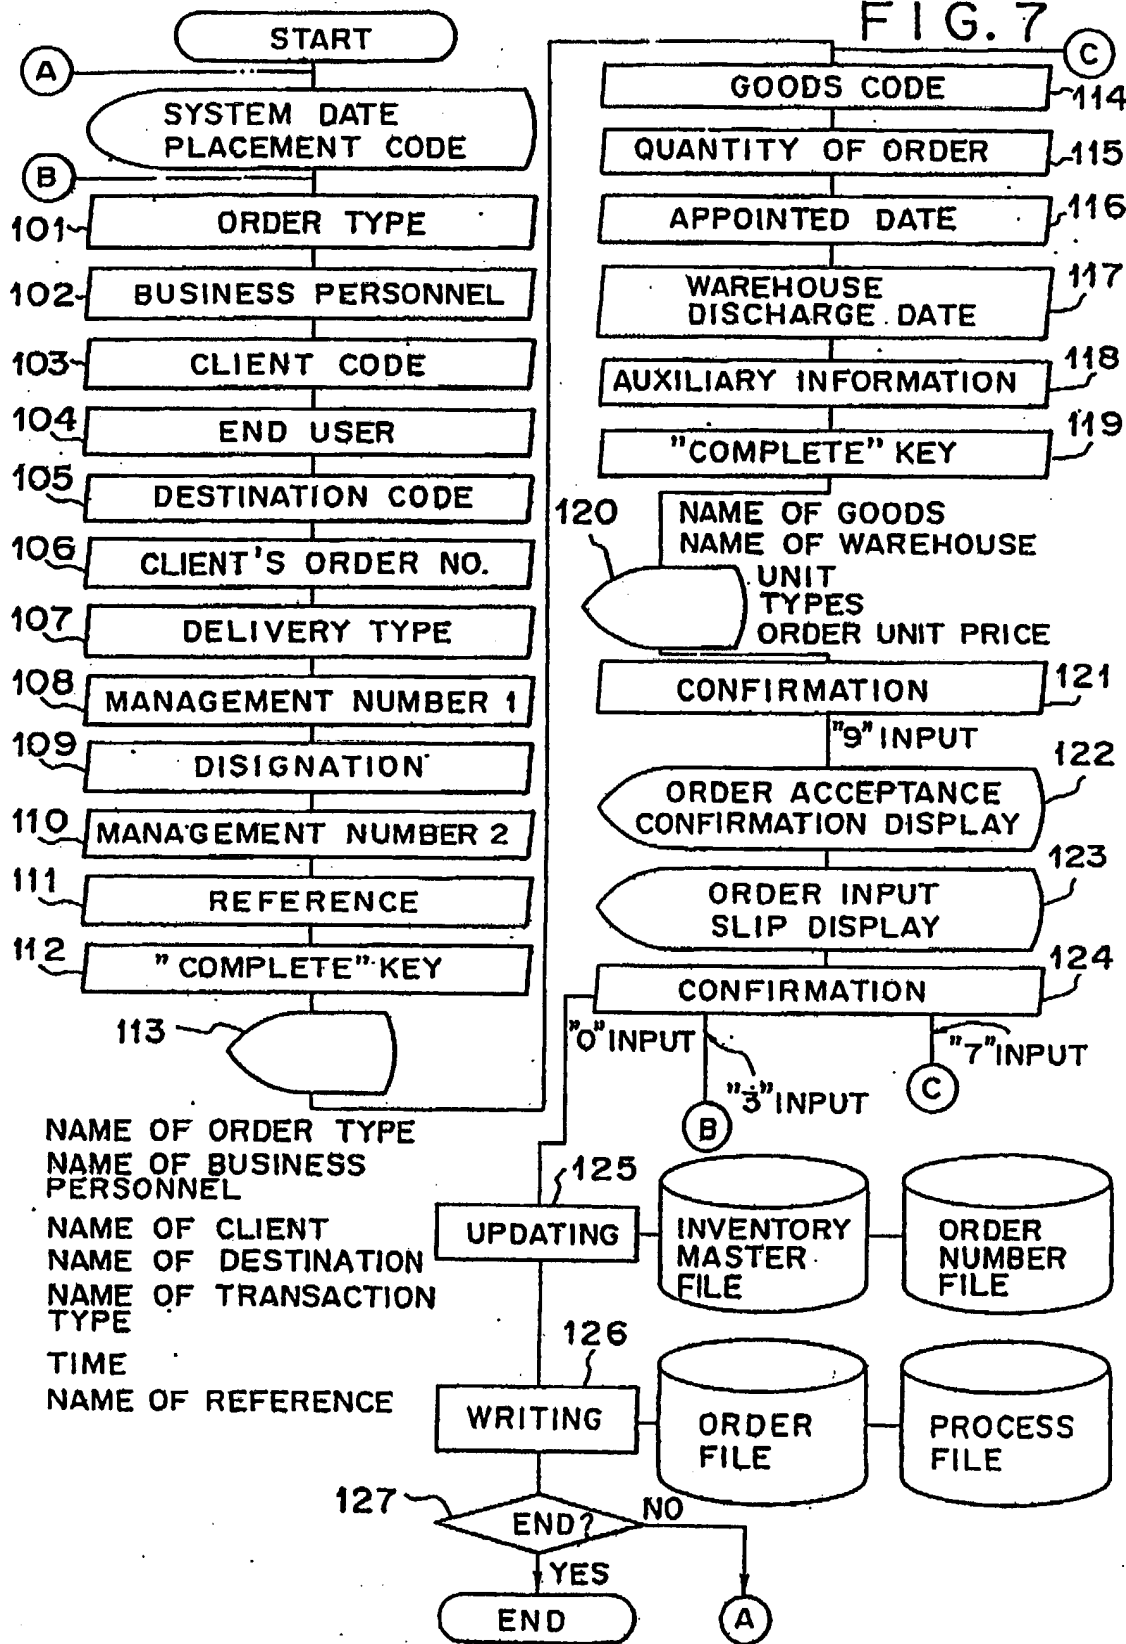 FIG. 7
START
A
SYSTEM DATE
PLACEMENT CODE
B
101
ORDER TYPE
102
BUSINESS PERSONNEL
103
CLIENT CODE
104
END USER
105
DESTINATION CODE
106
CLIENT'S ORDER NO.
107
DELIVERY TYPE
108
MANAGEMENT NUMBER 1
109
DISIGNATION
110
MANAGEMENT NUMBER 2
111
REFERENCE
112
"COMPLETE" KEY
113
NAME OF ORDER TYPE
NAME OF BUSINESS
PERSONNEL
NAME OF CLIENT
NAME OF DESTINATION
NAME OF TRANSACTION
TYPE
TIME
NAME OF REFERENCE
C
GOODS CODE
114
QUANTITY OF ORDER
115
APPOINTED DATE
116
WAREHOUSE
DISCHARGE DATE
117
AUXILIARY INFORMATION
118
"COMPLETE" KEY
119
120
NAME OF GOODS
NAME OF WAREHOUSE
UNIT
TYPES
ORDER UNIT PRICE
CONFIRMATION
121
"9" INPUT
ORDER ACCEPTANCE
CONFIRMATION DISPLAY
122
ORDER INPUT
SLIP DISPLAY
123
CONFIRMATION
124
"0" INPUT
"3" INPUT
"7" INPUT
B
C
125
UPDATING
INVENTORY
MASTER
FILE
ORDER
NUMBER
FILE
126
WRITING
ORDER
FILE
PROCESS
FILE
127
END?
NO
YES
END
A